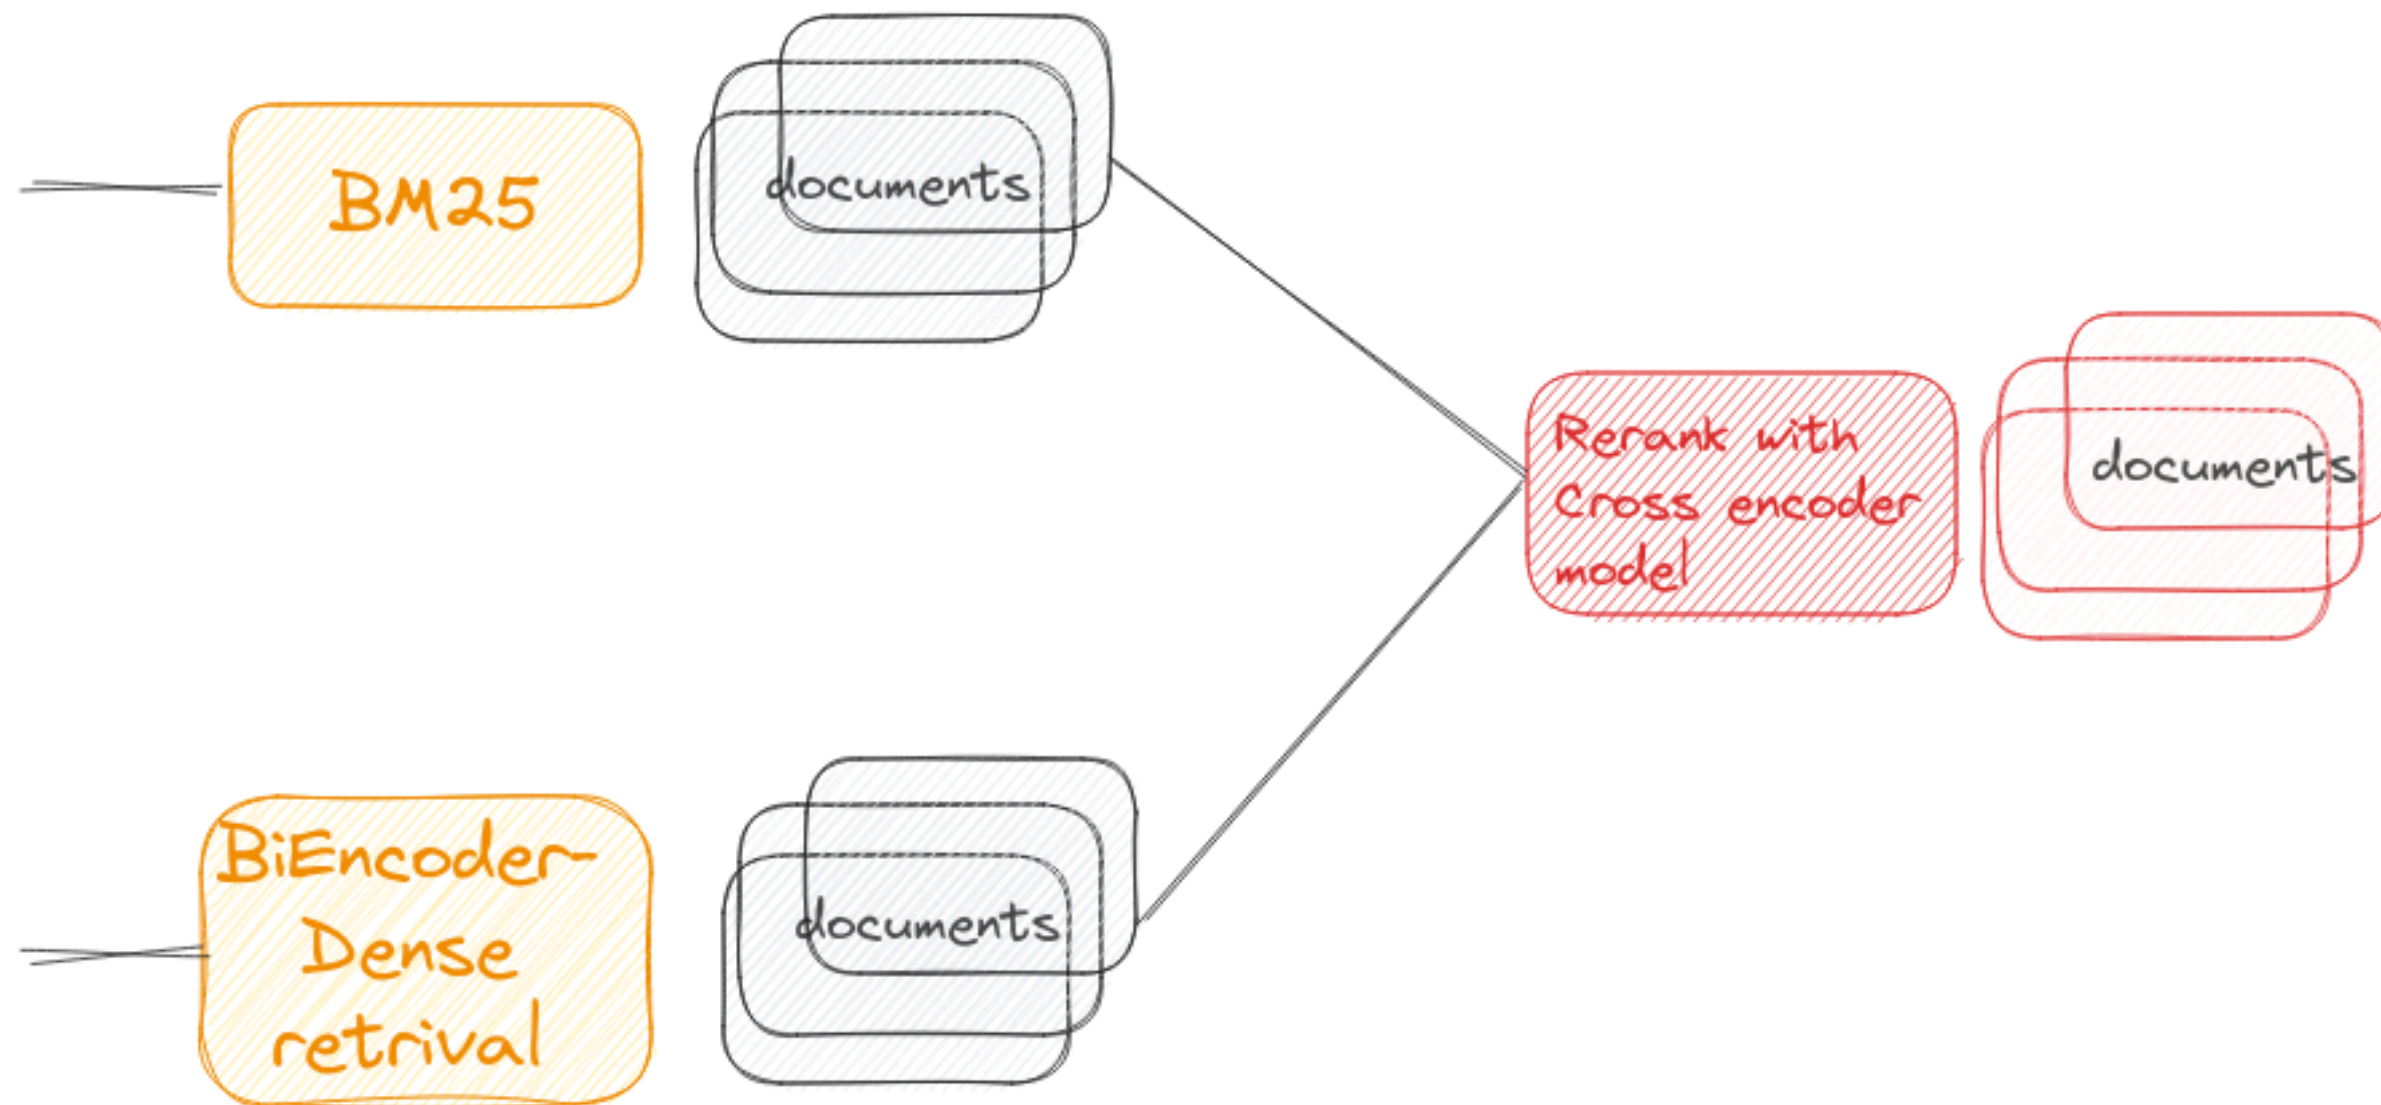 BM25
documents
Rerank with
Cross encoder
model
documents
BiEncoder-
Dense
retrival
documents